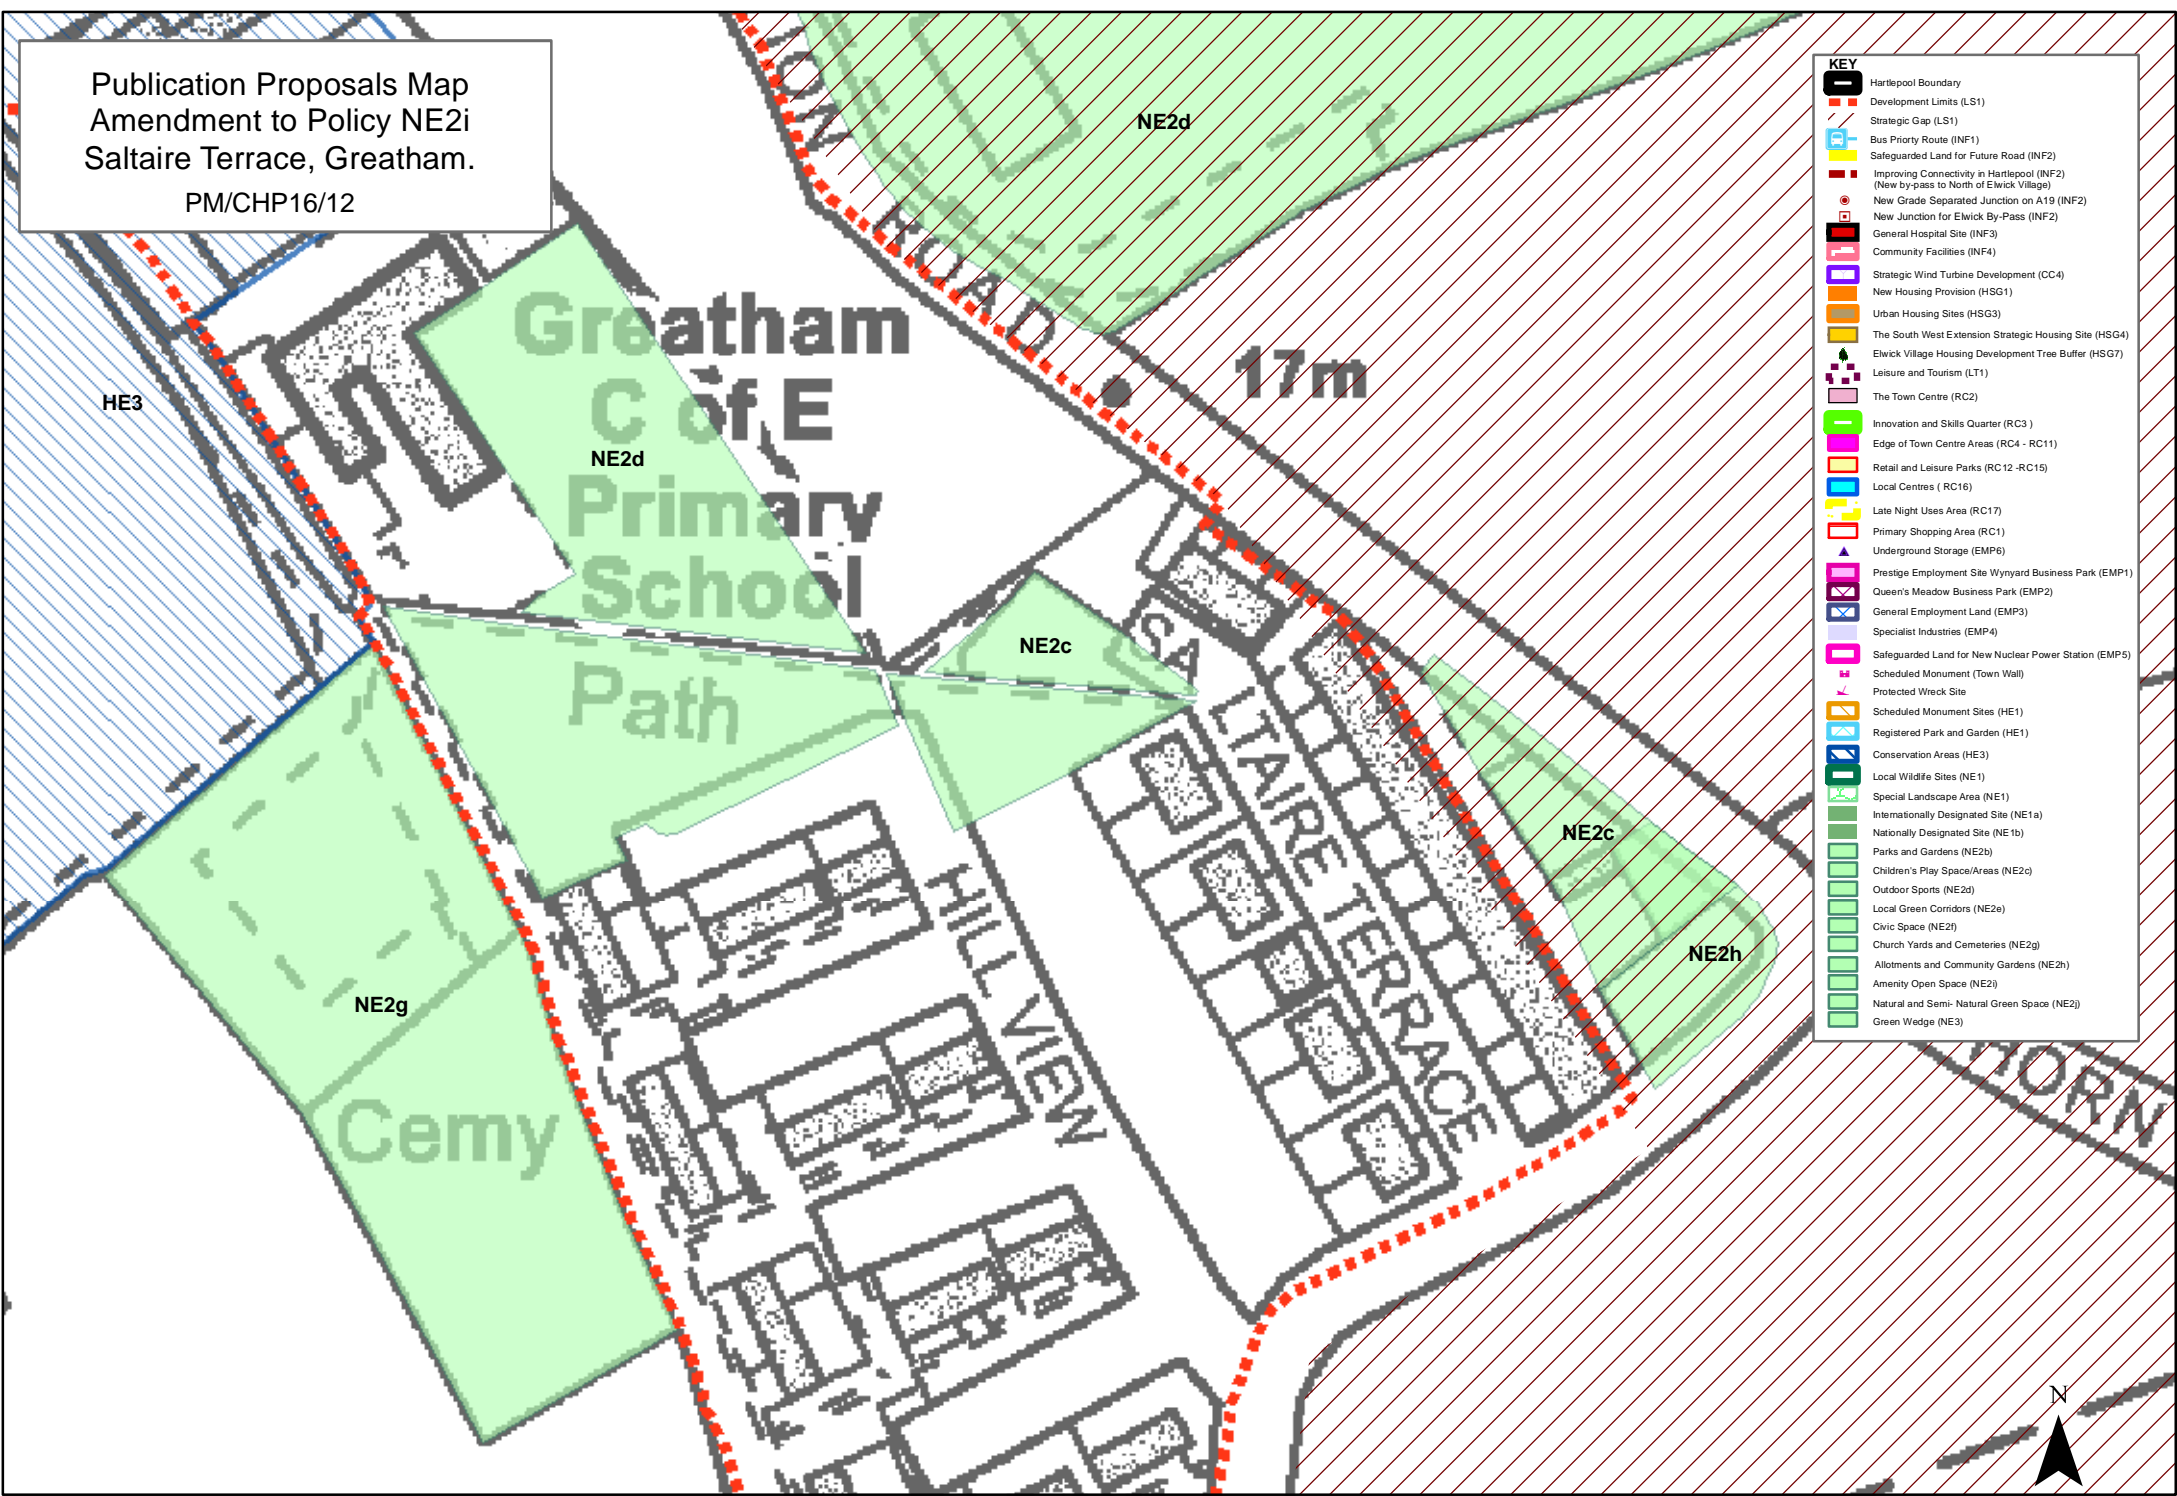 Publication Proposals Map
Amendment to Policy NE2i
Saltaire Terrace, Greatham.
PM/CHP16/12
ROAD
NE2d
Greatham
C of E
Primary
School
17m
HE3
NE2d
NE2c
Path
LTAIRE TERRACE
HILL VIEW
NE2c
NE2h
NE2g
Cemy
HORN
N
KEY
Hartlepool Boundary
Development Limits (LS1)
Strategic Gap (LS1)
Bus Priorty Route (INF1)
Safeguarded Land for Future Road (INF2)
Improving Connectivity in Hartlepool (INF2)
(New by-pass to North of Elwick Village)
New Grade Separated Junction on A19 (INF2)
New Junction for Elwick By-Pass (INF2)
General Hospital Site (INF3)
Community Facilities (INF4)
Strategic Wind Turbine Development (CC4)
New Housing Provision (HSG1)
Urban Housing Sites (HSG3)
The South West Extension Strategic Housing Site (HSG4)
Elwick Village Housing Development Tree Buffer (HSG7)
Leisure and Tourism (LT1)
The Town Centre (RC2)
Innovation and Skills Quarter (RC3 )
Edge of Town Centre Areas (RC4 - RC11)
Retail and Leisure Parks (RC12 -RC15)
Local Centres ( RC16)
Late Night Uses Area (RC17)
Primary Shopping Area (RC1)
Underground Storage (EMP6)
Prestige Employment Site Wynyard Business Park (EMP1)
Queen's Meadow Business Park (EMP2)
General Employment Land (EMP3)
Specialist Industries (EMP4)
Safeguarded Land for New Nuclear Power Station (EMP5)
Scheduled Monument (Town Wall)
Protected Wreck Site
Scheduled Monument Sites (HE1)
Registered Park and Garden (HE1)
Conservation Areas (HE3)
Local Wildlife Sites (NE1)
Special Landscape Area (NE1)
Internationally Designated Site (NE1a)
Nationally Designated Site (NE1b)
Parks and Gardens (NE2b)
Children's Play Space/Areas (NE2c)
Outdoor Sports (NE2d)
Local Green Corridors (NE2e)
Civic Space (NE2f)
Church Yards and Cemeteries (NE2g)
Allotments and Community Gardens (NE2h)
Amenity Open Space (NE2i)
Natural and Semi- Natural Green Space (NE2j)
Green Wedge (NE3)